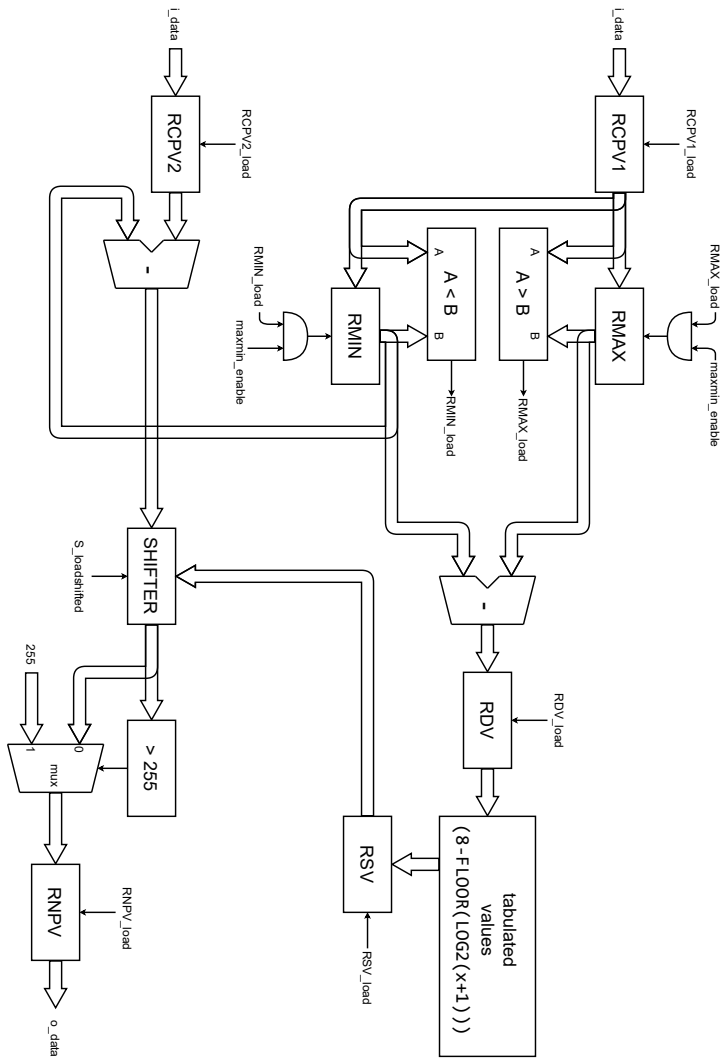 i_data
RCPV1
RCPV1_load
RMAX_load
maxmin_enable
RMAX
A
B
A > B
RMAX_load
A
B
A < B
RMIN_load
RMIN
RMIN_load
maxmin_enable
-
RDV
RDV_load
tabulated
values
(8-FLOOR(LOG2(x+1)))
RSV
RSV_load
i_data
RCPV2
RCPV2_load
-
SHIFTER
S_loadshifted
> 255
255
0
1
mux
RNPV
RNPV_load
o_data